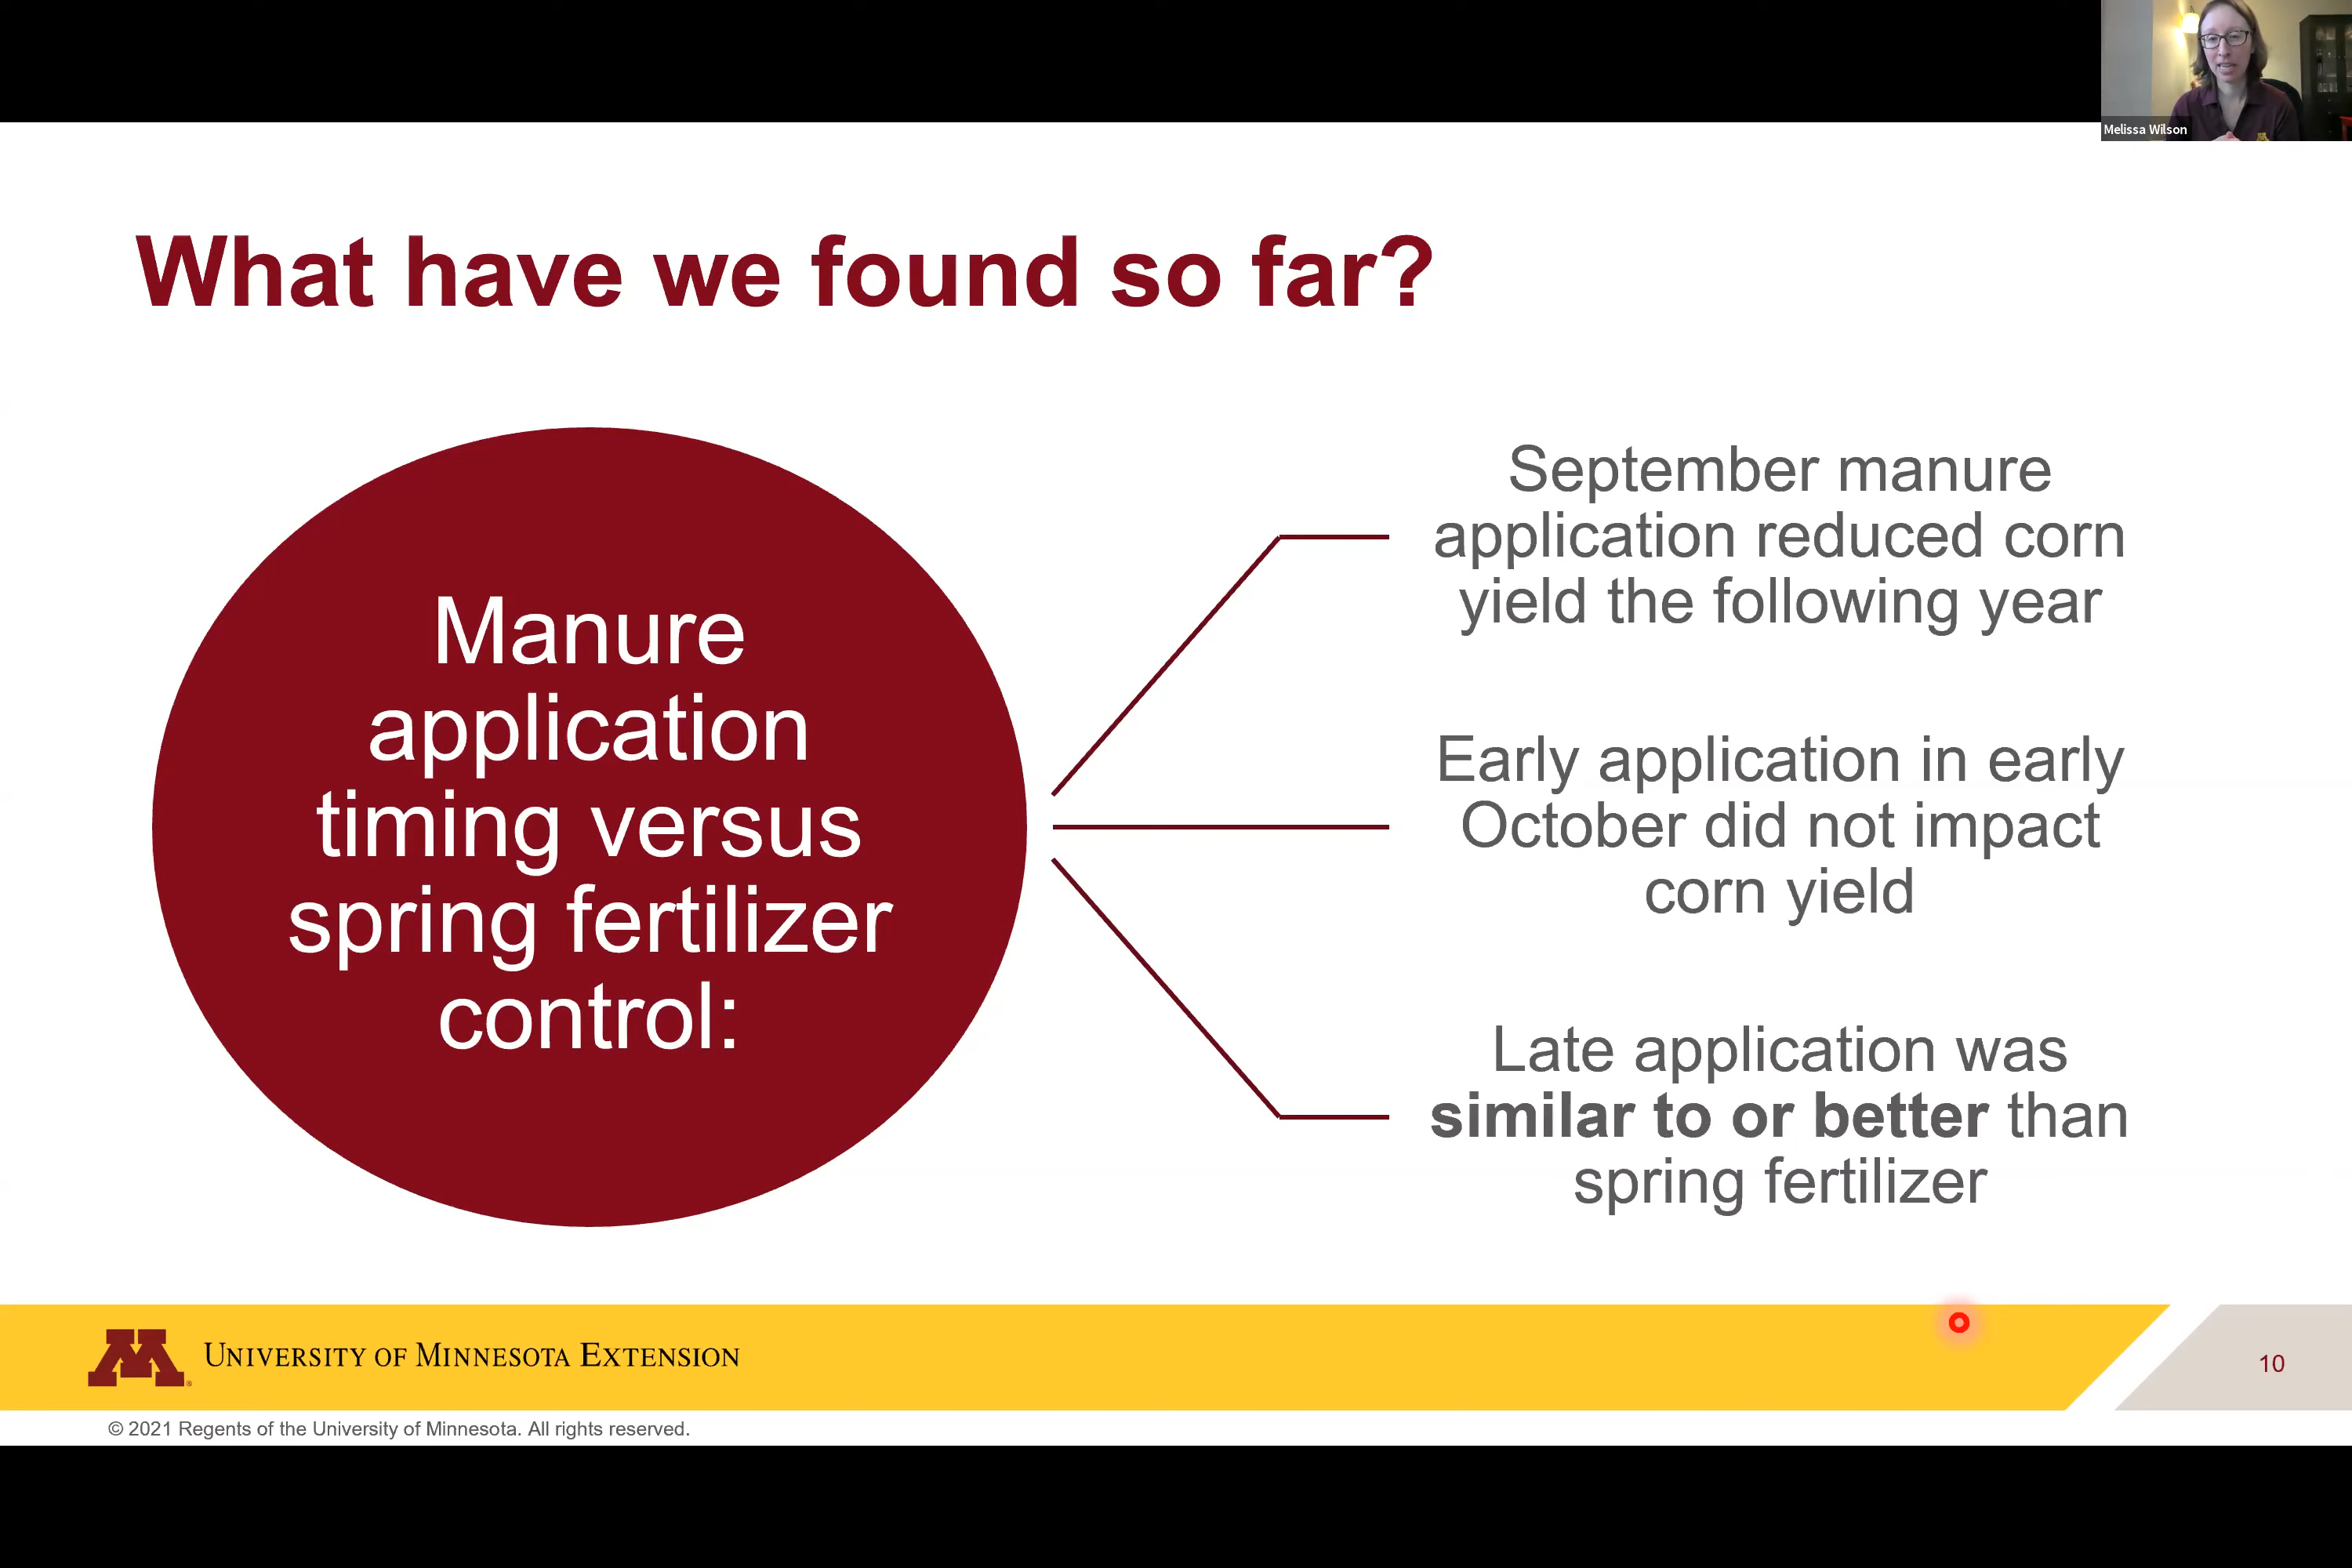 Melissa Wilson
What have we found so far?
Manure
application
timing versus
spring fertilizer
control:
September manure
application reduced corn
yield the following year
Early application in early
October did not impact
corn yield
Late application was
similar to or better than
spring fertilizer
M
University of Minnesota Extension
10
© 2021 Regents of the University of Minnesota. All rights reserved.